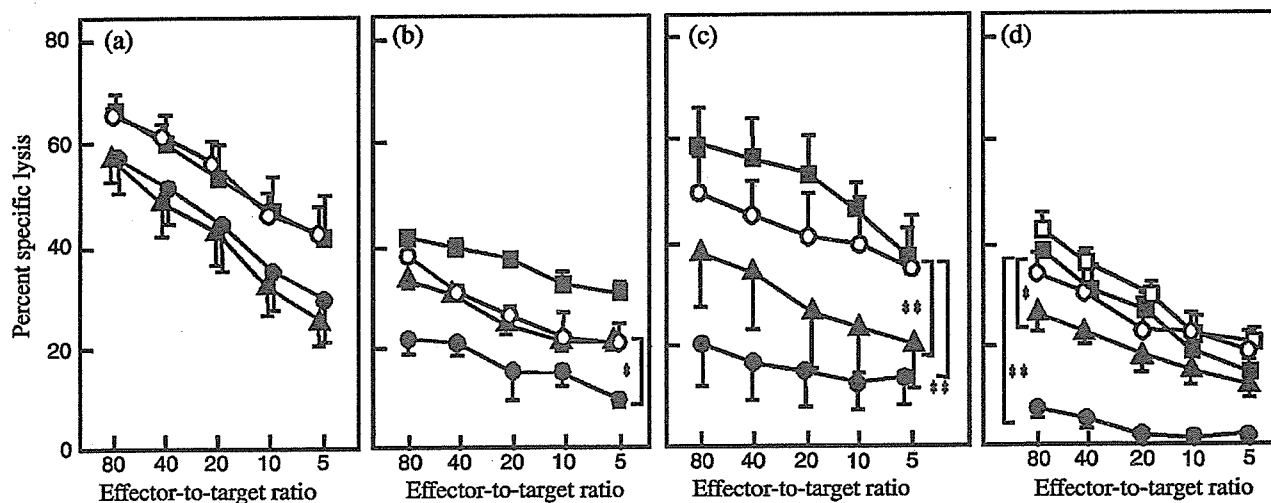 (a) (b) (c) (d)
80
60
40
20
0
Percent specific lysis
‡ ‡‡ ‡‡ ‡ ‡‡
80 40 20 10 5 80 40 20 10 5 80 40 20 10 5 80 40 20 10 5
Effector-to-target ratio Effector-to-target ratio Effector-to-target ratio Effector-to-target ratio